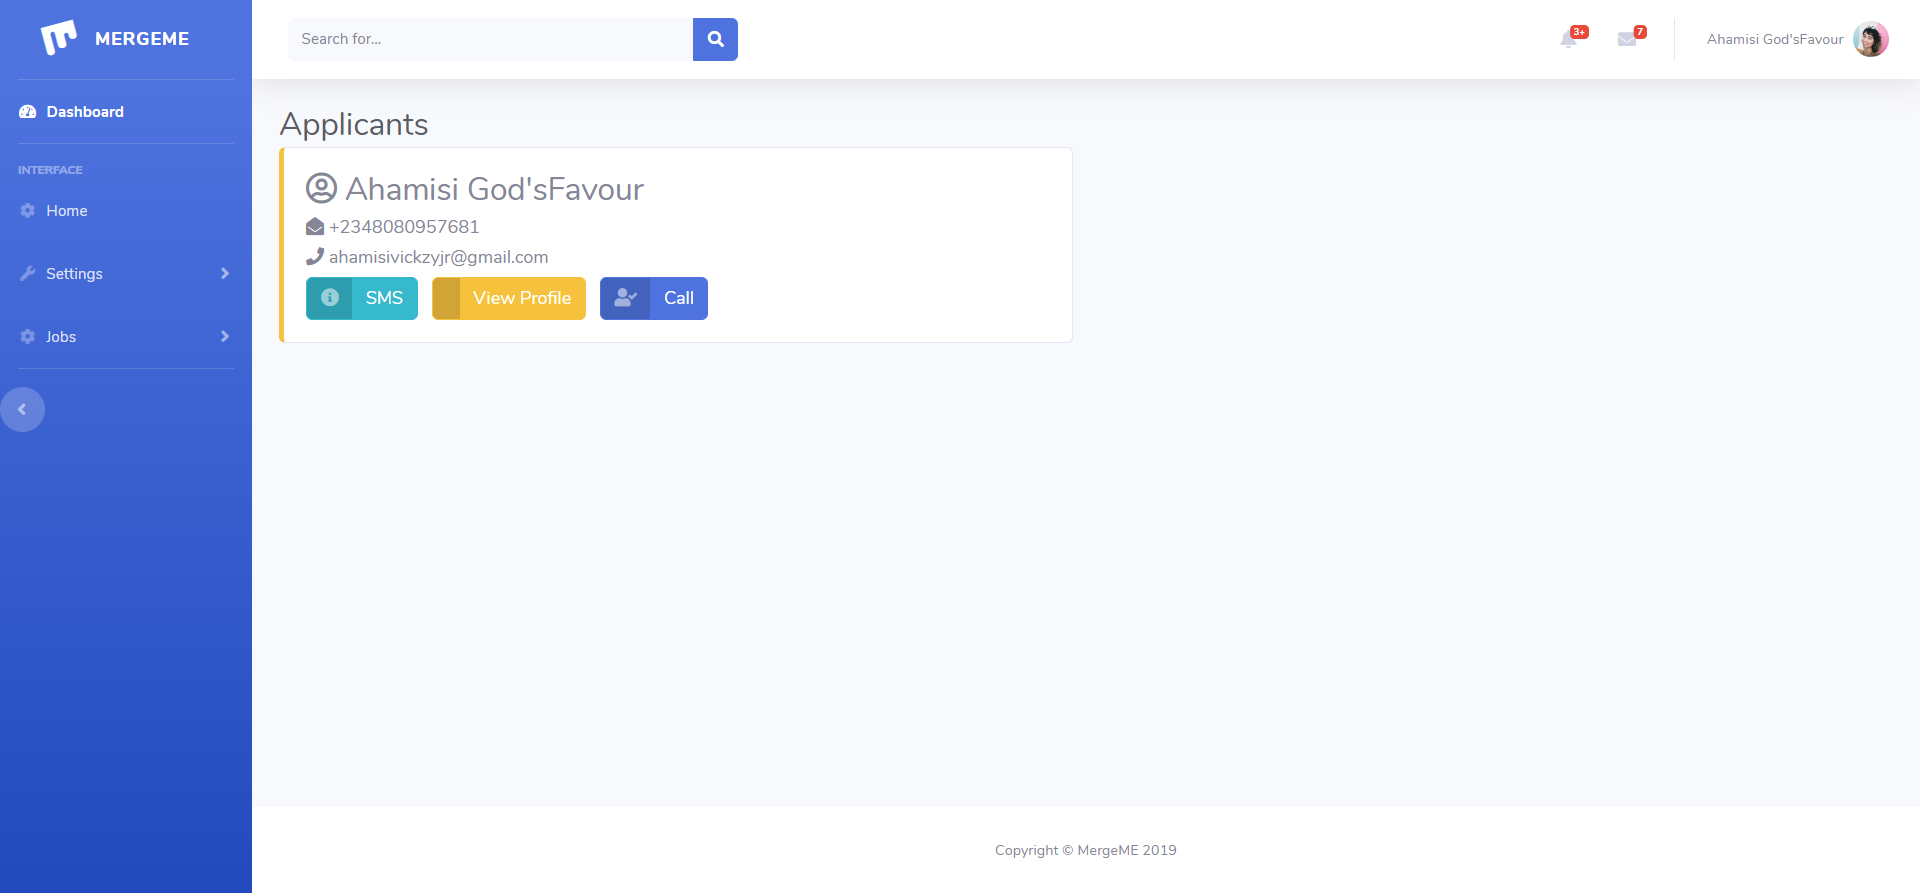 MERGEME
Search for...
3+
7
Ahamisi God'sFavour
Dashboard
INTERFACE
Home
Settings
Jobs
Applicants
Ahamisi God'sFavour
+2348080957681
ahamisivickzyjr@gmail.com
SMS
View Profile
Call
Copyright © MergeME 2019